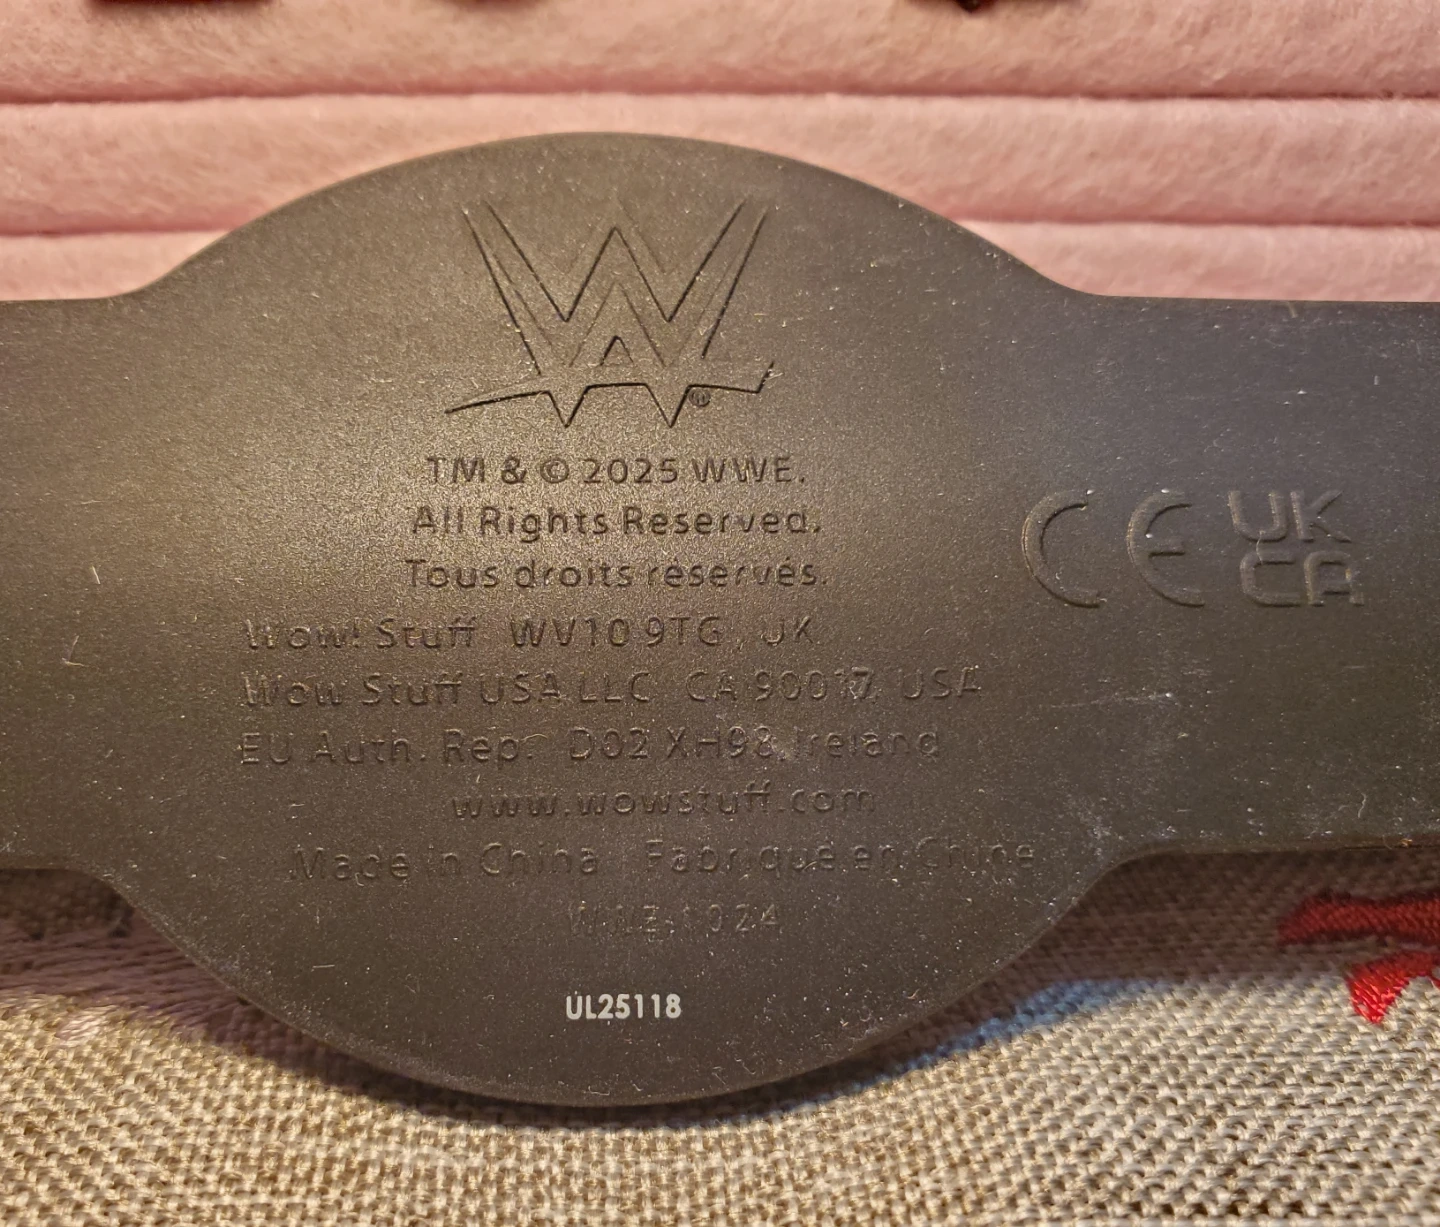 W
®
TM & © 2025 WWE.
All Rights Reserved.
Tous droits réservés.
CE UK CA
Wow! Stuff WV10 9TG, UK
Wow Stuff USA LLC CA 90017, USA
EU Auth. Rep. D02 XH98, Ireland
www.wowstuff.com
Made in China Fabriqué en Chine
WWE-1024
UL25118